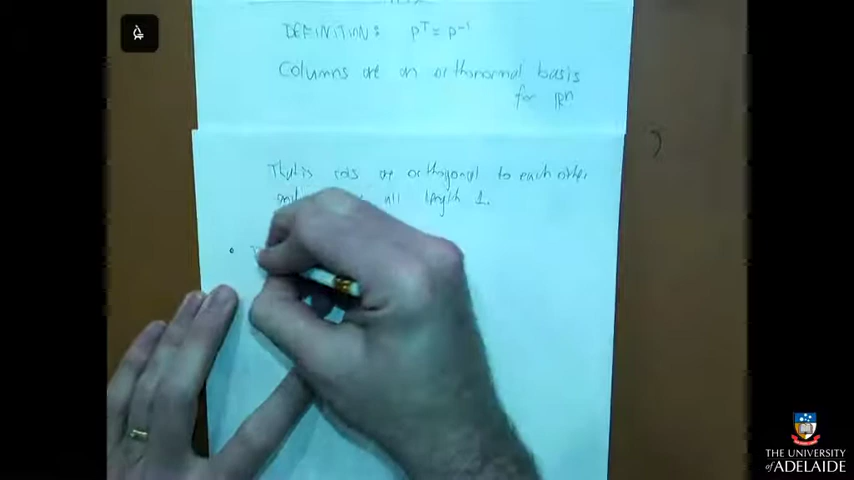 DEFINITION: Pᵀ = P⁻¹
Columns are an orthonormal basis
for ℝⁿ
That is cols are orthogonal to each other
all length 1.
THE UNIVERSITY
of ADELAIDE